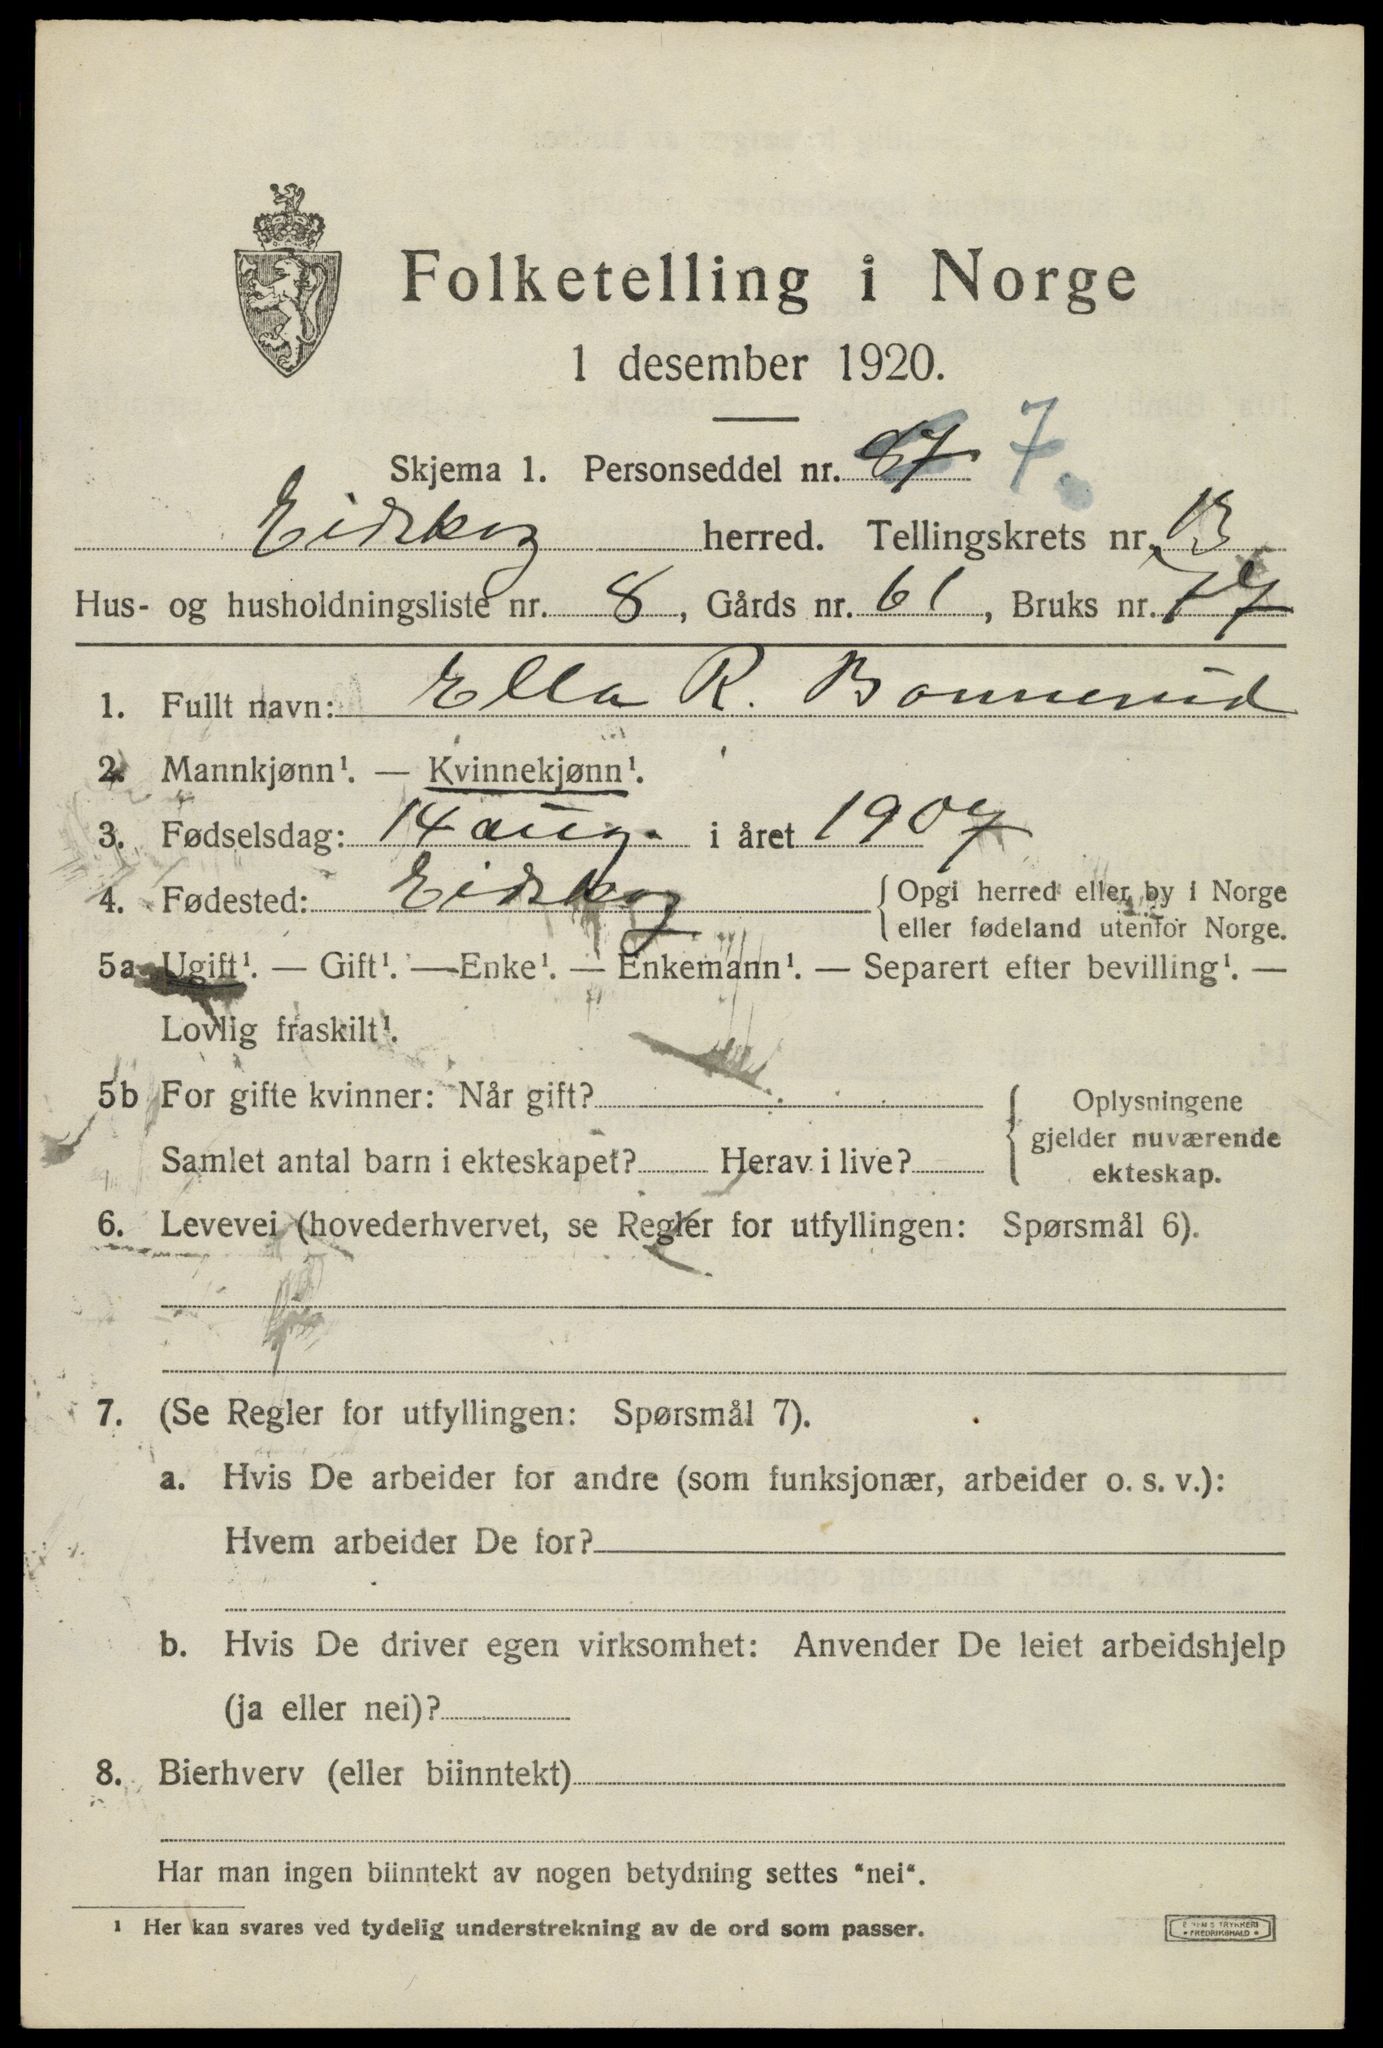 Folketelling i Norge
1 desember 1920.
Skjema 1. Personseddel nr. 87 7.
Eidskog herred. Tellingskrets nr. 13
Hus- og husholdningsliste nr. 8, Gårds nr. 61, Bruks nr. 77
1. Fullt navn: Ella R. Bonnerud
2. Mannkjønn¹. — Kvinnekjønn¹.
3. Fødselsdag: 14 aug. i året 1907
4. Fødested: Eidskog { Opgi herred eller by i Norge
eller fødeland utenfor Norge.
5a Ugift¹. — Gift¹. — Enke¹. — Enkemann¹. — Separert efter bevilling¹. —
Lovlig fraskilt¹.
5b For gifte kvinner: Når gift?
Samlet antal barn i ekteskapet? Herav i live?
{ Oplysningene
gjelder nuværende
ekteskap.
6. Levevei (hovederhvervet, se Regler for utfyllingen: Spørsmål 6).
7. (Se Regler for utfyllingen: Spørsmål 7).
a. Hvis De arbeider for andre (som funksjonær, arbeider o. s. v.):
Hvem arbeider De for?
b. Hvis De driver egen virksomhet: Anvender De leiet arbeidshjelp
(ja eller nei)?
8. Bierhverv (eller biinntekt)
Har man ingen biinntekt av nogen betydning settes "nei".
¹ Her kan svares ved tydelig understrekning av de ord som passer.
TRYKKERI
FREDRIKSHALD